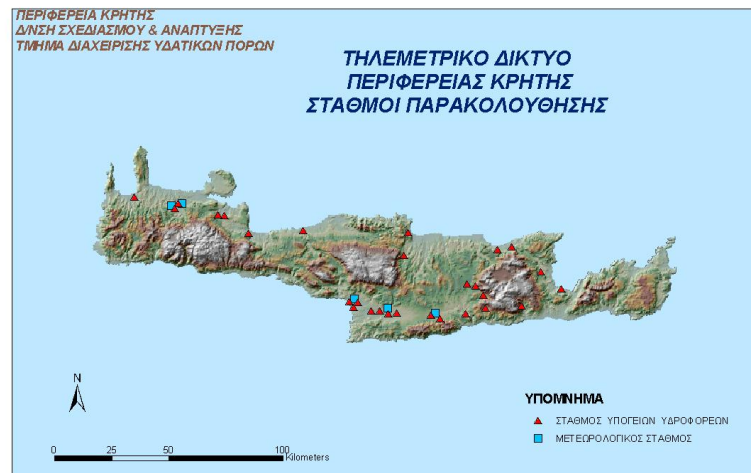 ΠΕΡΙΦΕΡΕΙΑ ΚΡΗΤΗΣ
Δ/ΝΣΗ ΣΧΕΔΙΑΣΜΟΥ & ΑΝΑΠΤΥΞΗΣ
ΤΜΗΜΑ ΔΙΑΧΕΙΡΙΣΗΣ ΥΔΑΤΙΚΩΝ ΠΟΡΩΝ
ΤΗΛΕΜΕΤΡΙΚΟ ΔΙΚΤΥΟ
ΠΕΡΙΦΕΡΕΙΑΣ ΚΡΗΤΗΣ
ΣΤΑΘΜΟΙ ΠΑΡΑΚΟΛΟΥΘΗΣΗΣ
N
ΥΠΟΜΝΗΜΑ
ΣΤΑΘΜΟΣ ΥΠΟΓΕΙΩΝ ΥΔΡΟΦΟΡΕΩΝ
ΜΕΤΕΩΡΟΛΟΓΙΚΟΣ ΣΤΑΘΜΟΣ
0 25 50 100
Kilometers